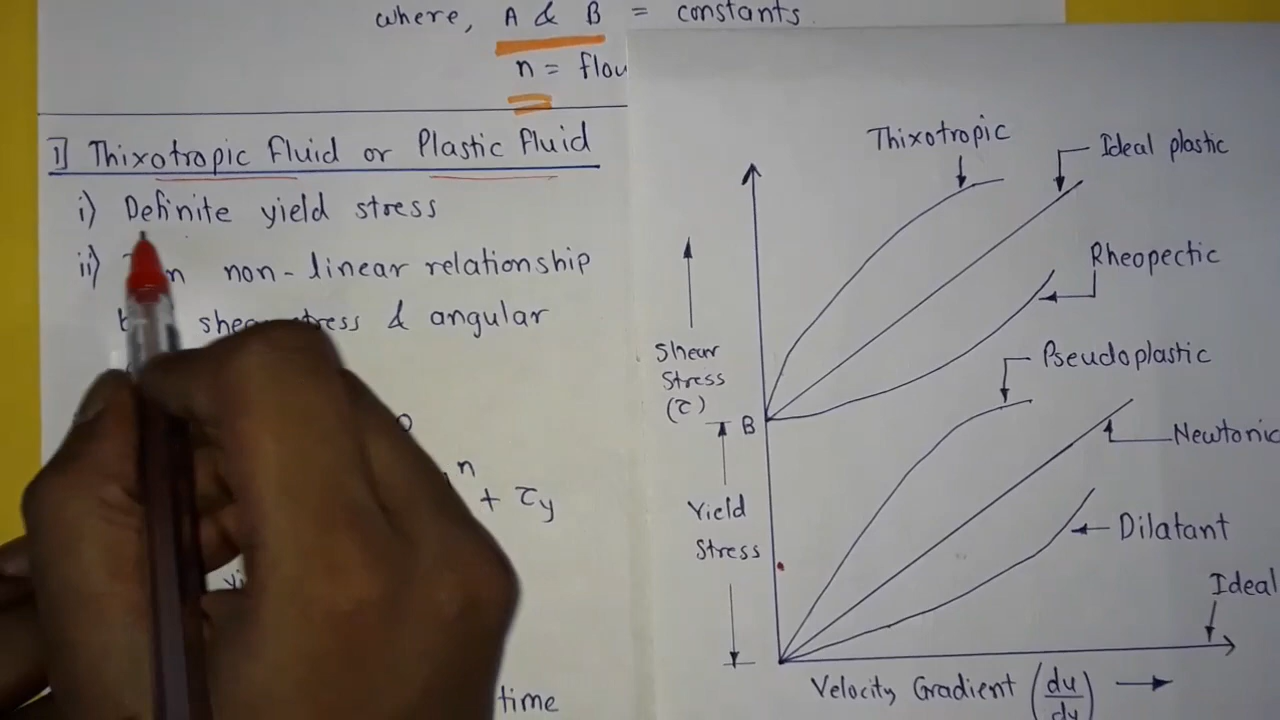 where, A & B = constants
n = flow
1] Thixotropic Fluid or Plastic fluid
i) Definite yield stress
ii) non-linear relationship
shear stress & angular
n
+ τy
time
Thixotropic
Ideal plastic
Rheopectic
Shear
Stress
(τ)
B
Pseudoplastic
Newtonic
Yield
Stress
Dilatant
Ideal
Velocity Gradient (du/dy)